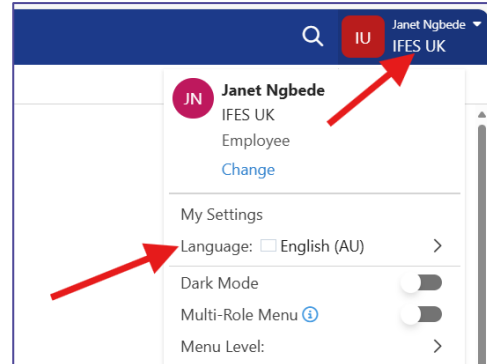 Janet Ngbede
IU
IFES UK
JN
Janet Ngbede
IFES UK
Employee
Change
My Settings
Language: English (AU)
Dark Mode
Multi-Role Menu
Menu Level: